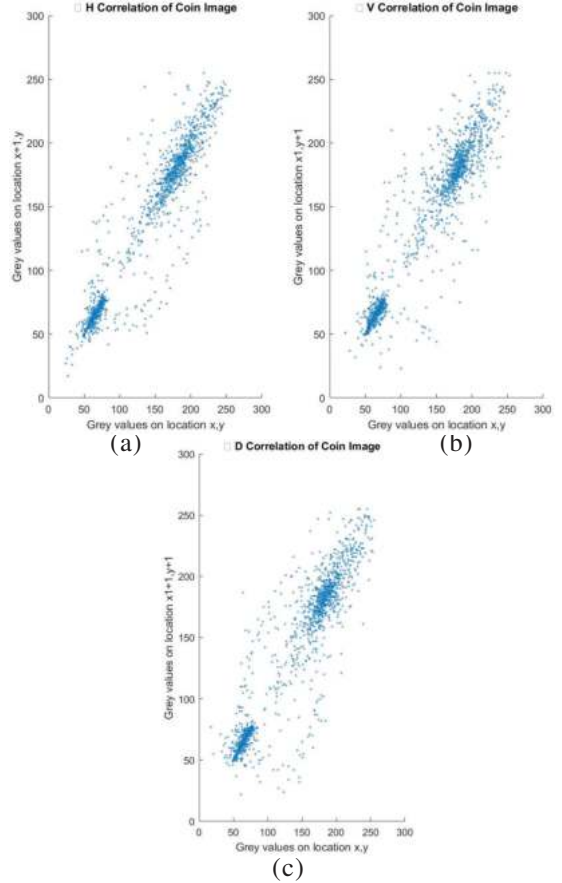 H Correlation of Coin Image
300
250
200
150
100
50
0
Grey values on location x+1,y
0 50 100 150 200 250 300
Grey values on location x,y
(a)
V Correlation of Coin Image
300
250
200
150
100
50
0
Grey values on location x1,y+1
0 50 100 150 200 250 300
Grey values on location x,y
(b)
D Correlation of Coin Image
300
250
200
150
100
50
0
Grey values on location x1+1,y+1
0 50 100 150 200 250 300
Grey values on location x,y
(c)